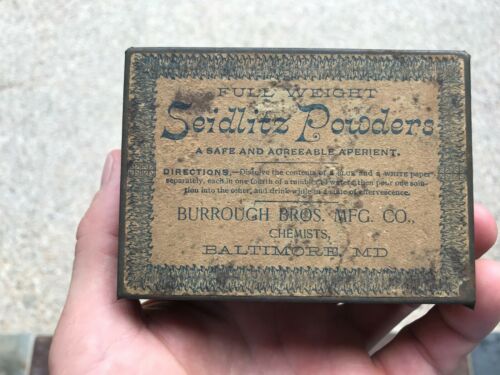 FULL WEIGHT
Seidlitz Powders
A SAFE AND AGREEABLE APERIENT.
DIRECTIONS.—Dissolve the contents of a BLUE and a WHITE paper
separately, each in one fourth of a tumbler of water, then pour one solu-
tion into the other, and drink while in a state of effervescence.
BURROUGH BROS. MFG. CO.,
CHEMISTS,
BALTIMORE, MD